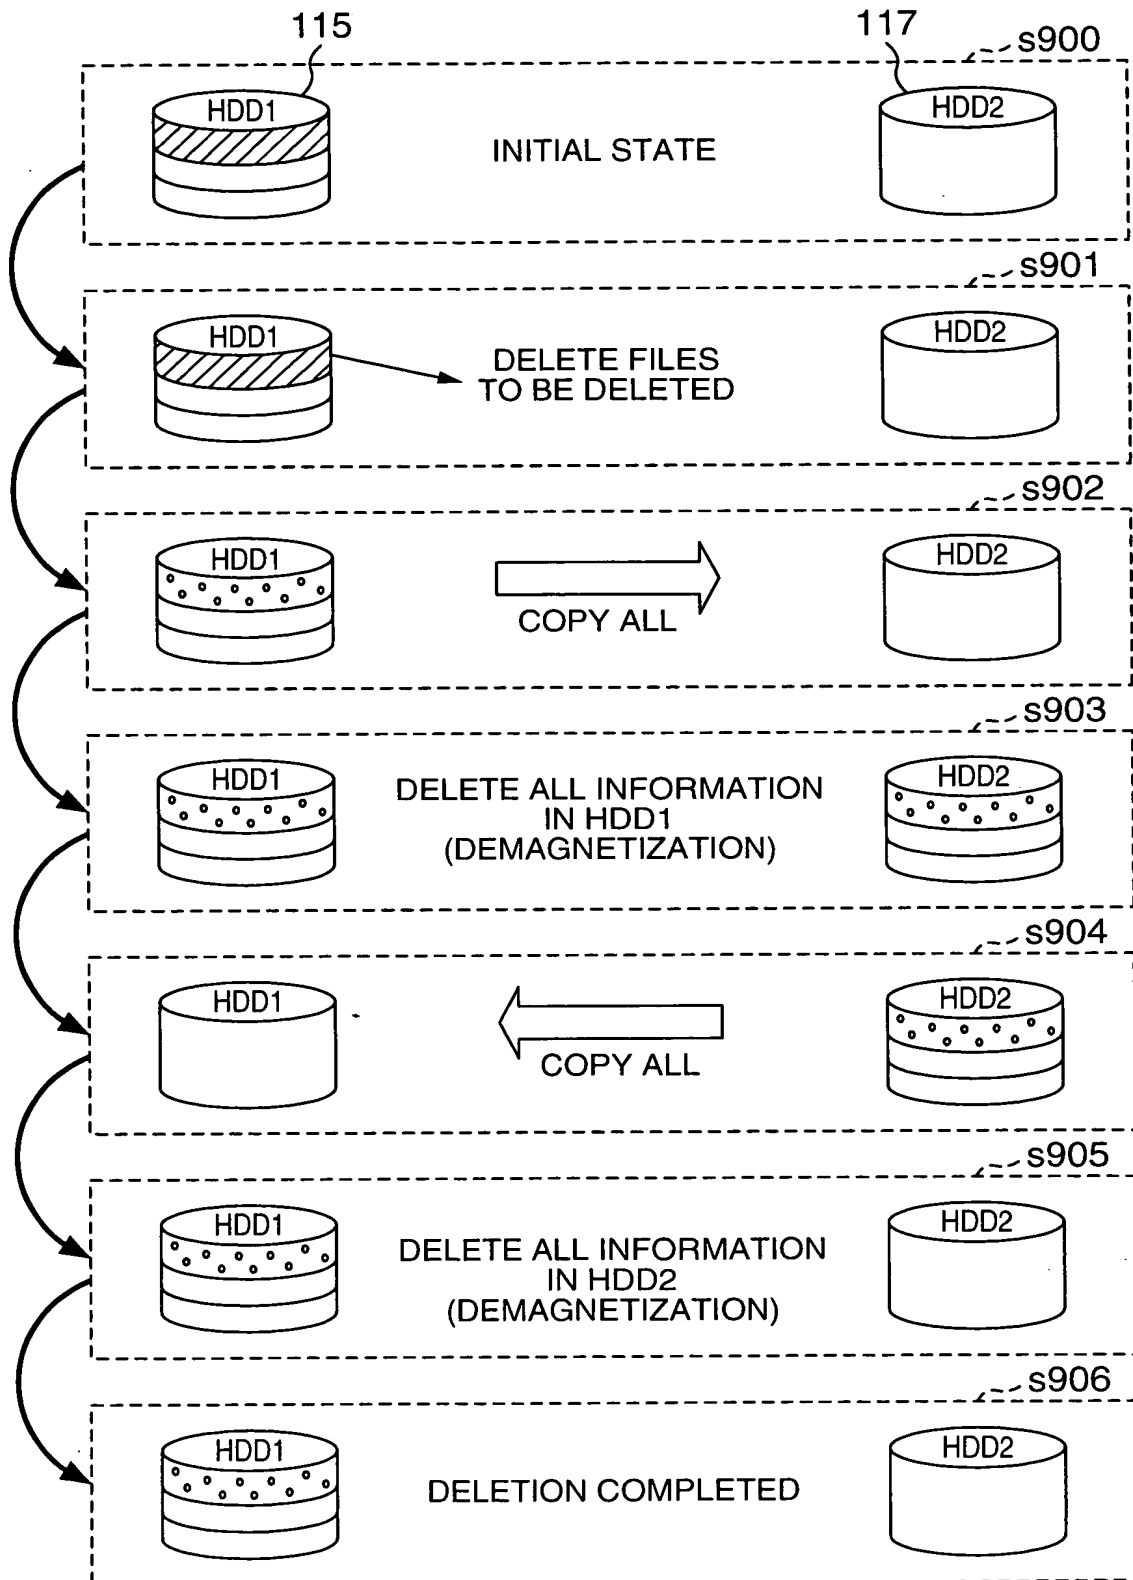 115
117
s900
HDD1
INITIAL STATE
HDD2
s901
HDD1
DELETE FILES
TO BE DELETED
HDD2
s902
HDD1
COPY ALL
HDD2
s903
HDD1
DELETE ALL INFORMATION
IN HDD1
(DEMAGNETIZATION)
HDD2
s904
HDD1
COPY ALL
HDD2
s905
HDD1
DELETE ALL INFORMATION
IN HDD2
(DEMAGNETIZATION)
HDD2
s906
HDD1
DELETION COMPLETED
HDD2